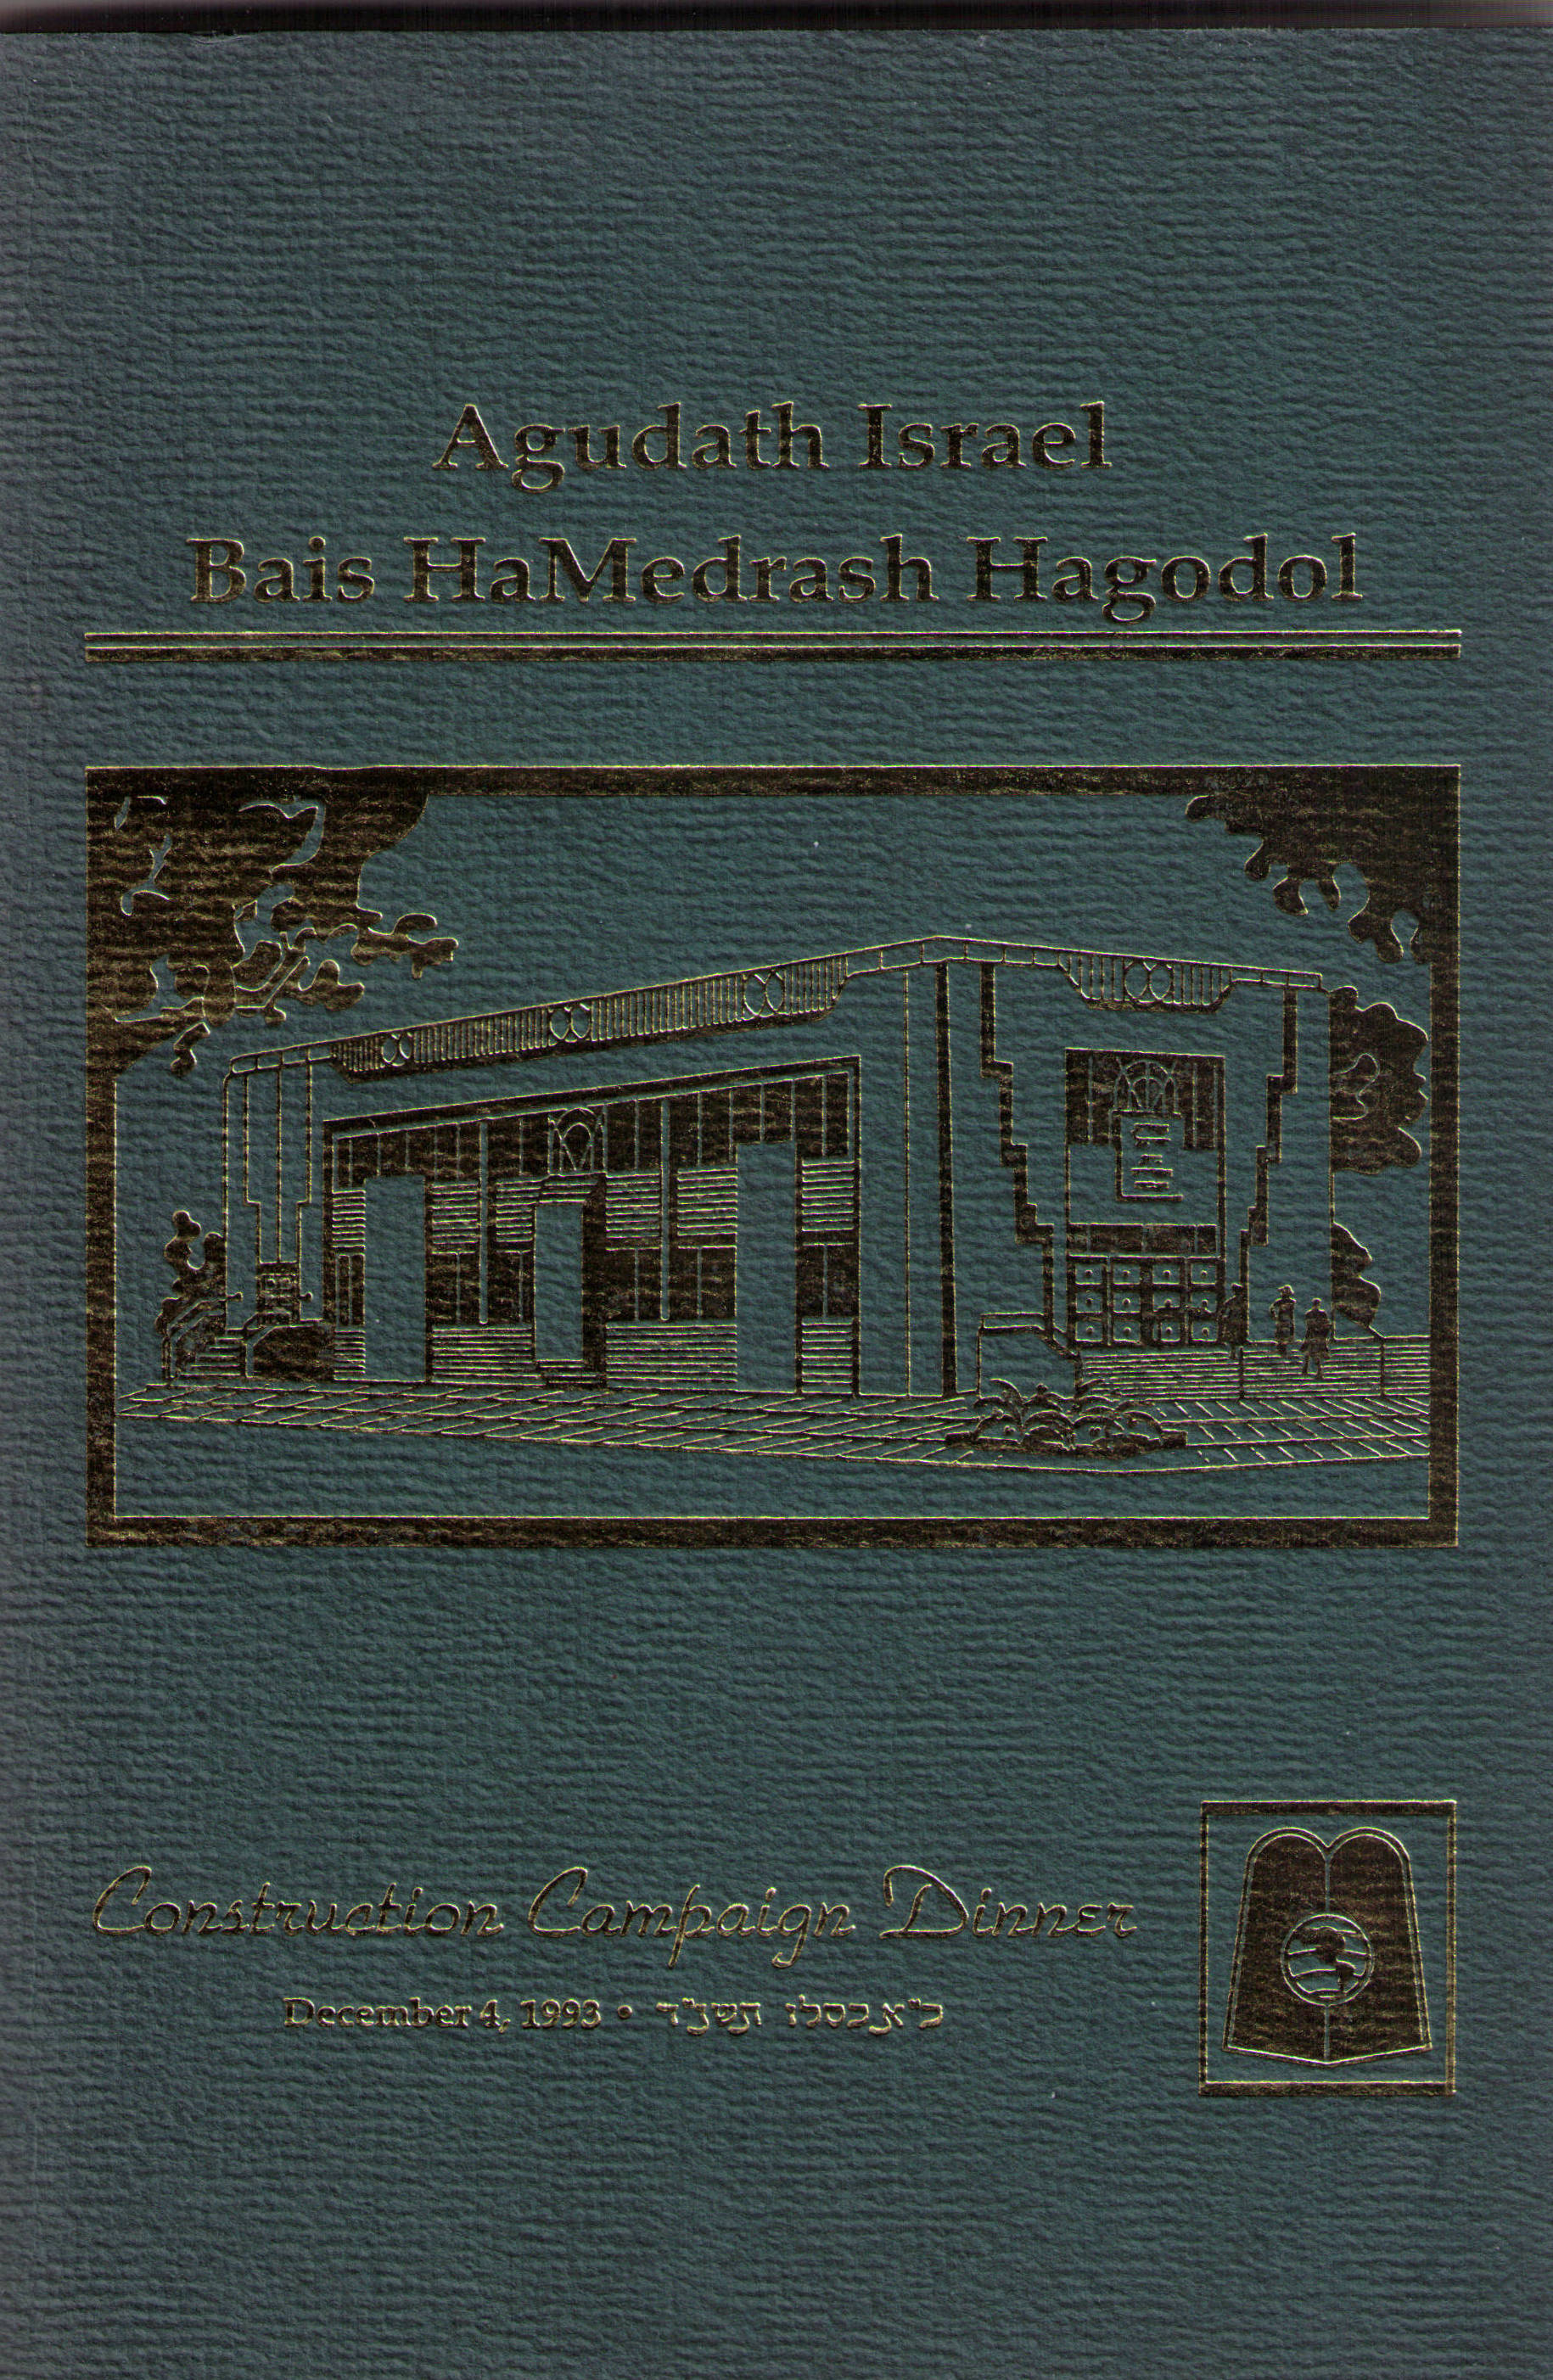 Agudath Israel
Bais HaMedrash Hagodol
Construction Campaign Dinner
December 4, 1993 • כ"א כסלו תשנ"ד